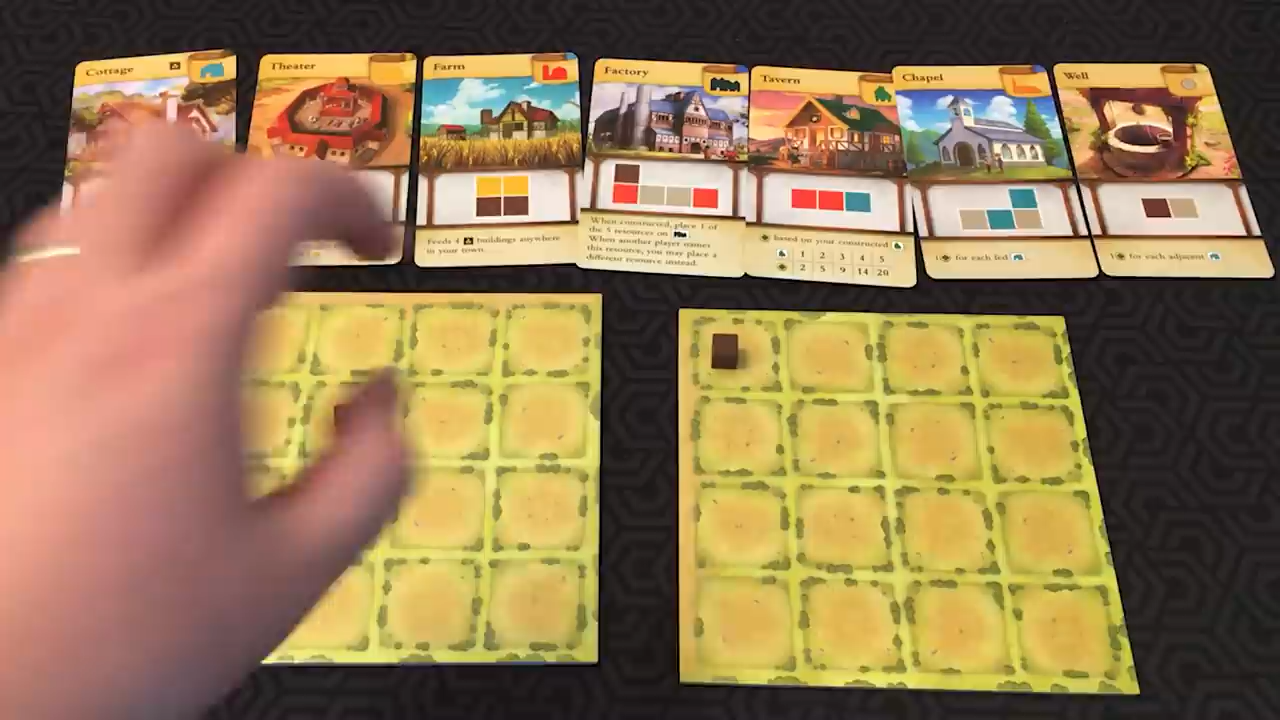 Cottage
Theater
Farm
Feeds 4 buildings anywhere
in your town.
Factory
When constructed, place 1 of
the 5 resources on
When another player names
this resource, you may place a
different resource instead.
Tavern
based on your constructed
1 2 3 4 5
2 5 9 14 20
Chapel
1 for each fed
Well
1 for each adjacent